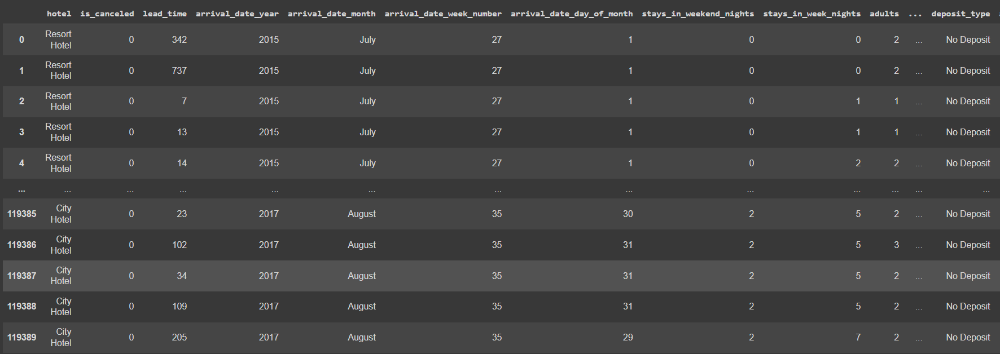 hotel is_canceled lead_time arrival_date_year arrival_date_month arrival_date_week_number arrival_date_day_of_month stays_in_weekend_nights stays_in_week_nights adults ... deposit_type
0 Resort Hotel 0 342 2015 July 27 1 0 0 2 ... No Deposit
1 Resort Hotel 0 737 2015 July 27 1 0 0 2 ... No Deposit
2 Resort Hotel 0 7 2015 July 27 1 0 1 1 ... No Deposit
3 Resort Hotel 0 13 2015 July 27 1 0 1 1 ... No Deposit
4 Resort Hotel 0 14 2015 July 27 1 0 2 2 ... No Deposit
... ... ... ... ... ... ... ... ... ... ... ... ...
119385 City Hotel 0 23 2017 August 35 30 2 5 2 ... No Deposit
119386 City Hotel 0 102 2017 August 35 31 2 5 3 ... No Deposit
119387 City Hotel 0 34 2017 August 35 31 2 5 2 ... No Deposit
119388 City Hotel 0 109 2017 August 35 31 2 5 2 ... No Deposit
119389 City Hotel 0 205 2017 August 35 29 2 7 2 ... No Deposit